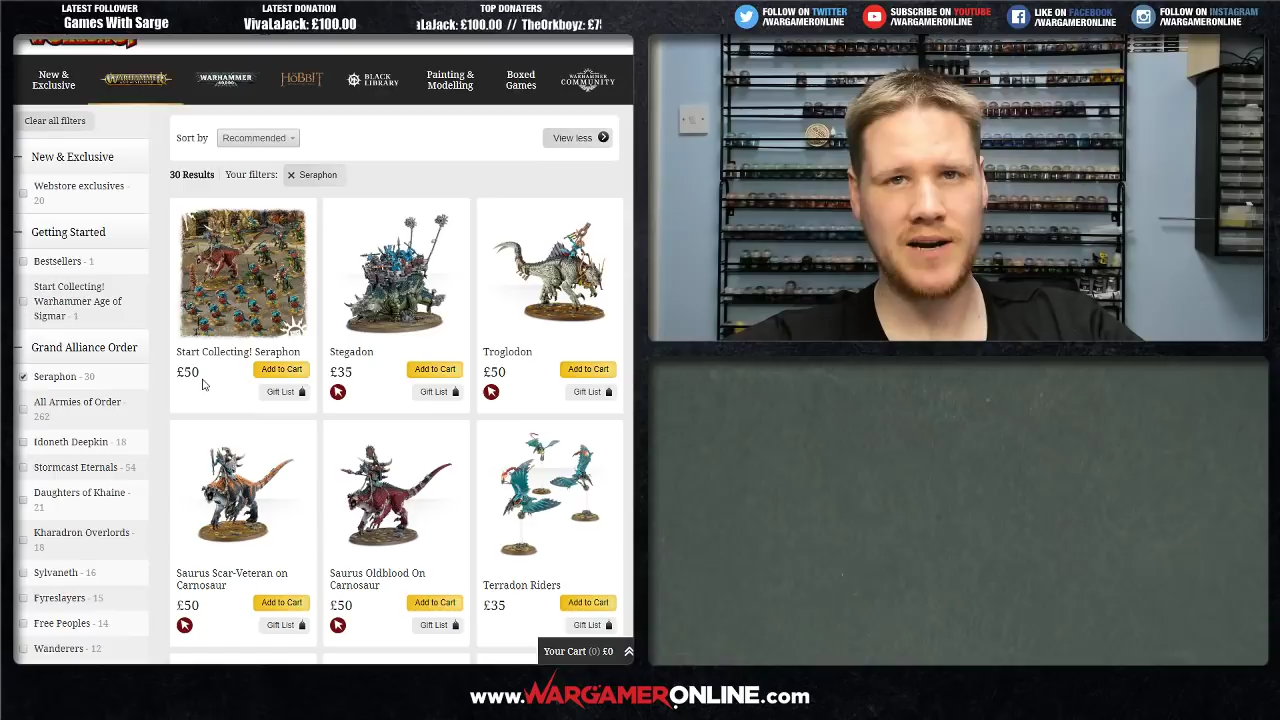 LATEST FOLLOWER
Games With Sarge
LATEST DONATION
VivaLaJack: £100.00
TOP DONATERS
aLaJack: £100.00 // TheOrkboyz: £7
FOLLOW ON TWITTER
/WARGAMERONLINE
SUBSCRIBE ON YOUTUBE
/WARGAMERONLINE
LIKE ON FACEBOOK
/WARGAMERONLINE
FOLLOW ON INSTAGRAM
/WARGAMERONLINE
New &
Exclusive
WARHAMMER
THE HOBBIT
BLACK
LIBRARY
Painting &
Modelling
Boxed
Games
WARHAMMER
COMMUNITY
Clear all filters
New & Exclusive
Webstore exclusives -
20
Getting Started
Bestsellers - 1
Start Collecting!
Warhammer Age of
Sigmar - 1
Grand Alliance Order
Seraphon - 30
All Armies of Order -
262
Idoneth Deepkin - 18
Stormcast Eternals - 54
Daughters of Khaine -
21
Kharadron Overlords -
18
Sylvaneth - 16
Fyreslayers - 15
Free Peoples - 14
Wanderers - 12
Sort by
Recommended
View less
30 Results
Your filters:
× Seraphon
Start Collecting! Seraphon
£50
Add to Cart
Gift List
Stegadon
£35
Add to Cart
Gift List
Troglodon
£50
Add to Cart
Gift List
Saurus Scar-Veteran on
Carnosaur
£50
Add to Cart
Gift List
Saurus Oldblood On
Carnosaur
£50
Add to Cart
Gift List
Terradon Riders
£35
Add to Cart
Gift List
Your Cart (0) £0
www.WARGAMERONLINE.com